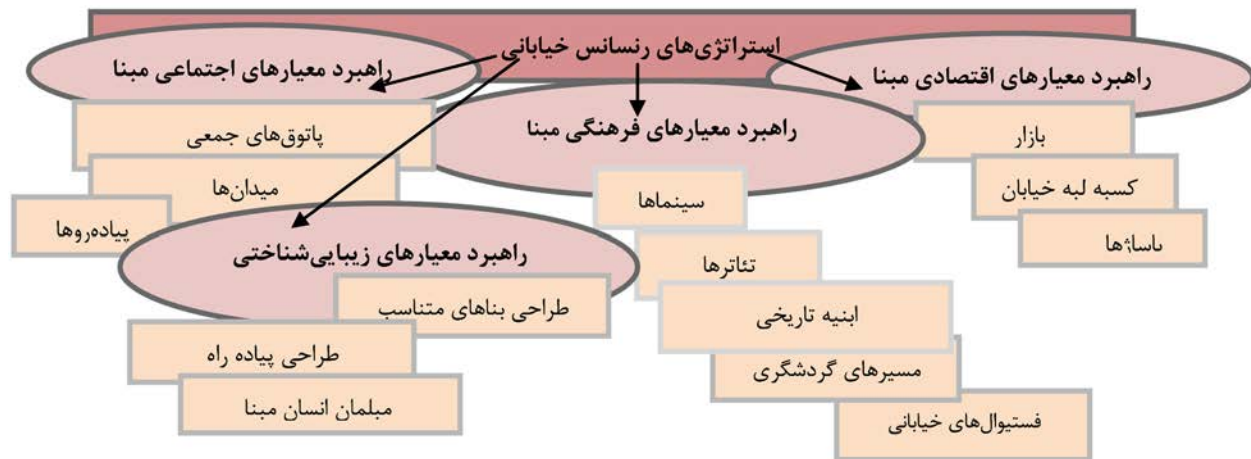 استراتژی‌های رنسانس خیابانی
راهبرد معیارهای اقتصادی مبنا
بازار
کسبه لبه خیابان
پاساژها
راهبرد معیارهای فرهنگی مبنا
سینماها
تئاترها
ابنیه تاریخی
مسیرهای گردشگری
فستیوال‌های خیابانی
راهبرد معیارهای اجتماعی مبنا
پاتوق‌های جمعی
میدان‌ها
پیاده‌روها
راهبرد معیارهای زیبایی‌شناختی
طراحی بناهای متناسب
طراحی پیاده راه
مبلمان انسان مبنا